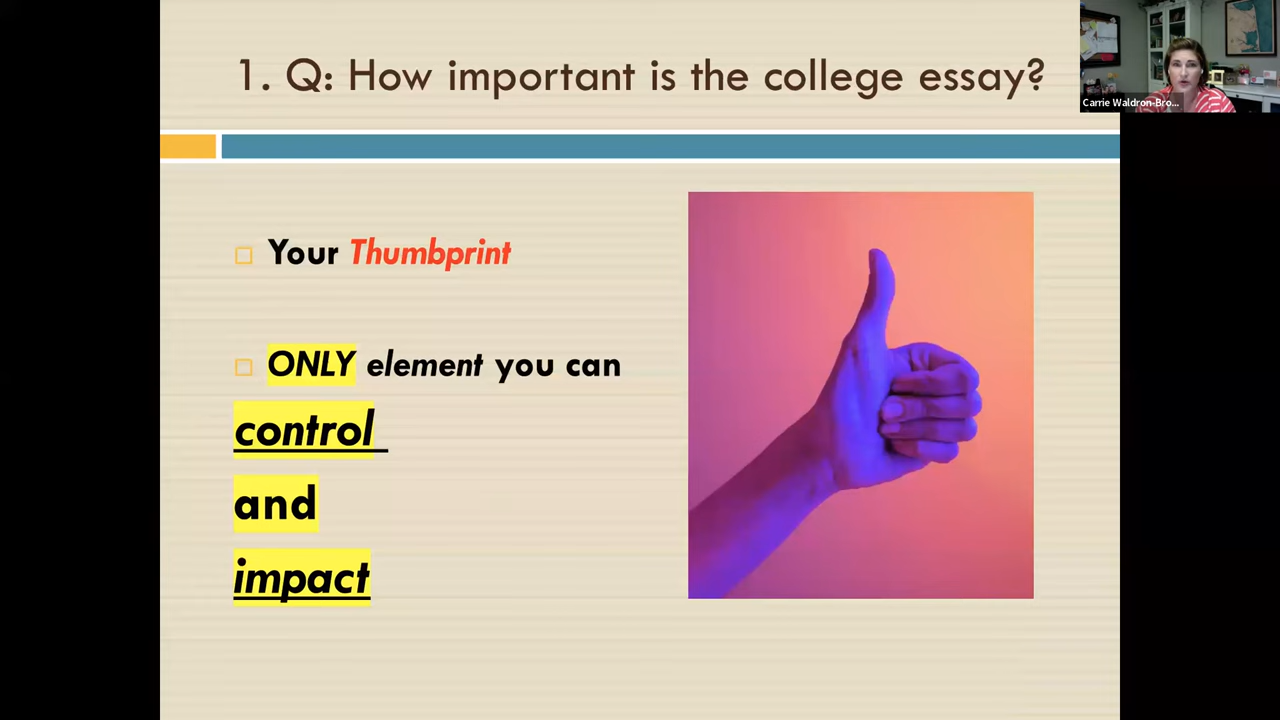 1. Q: How important is the college essay?
Carrie Waldron-Bro...
Your Thumbprint
ONLY element you can
control
and
impact